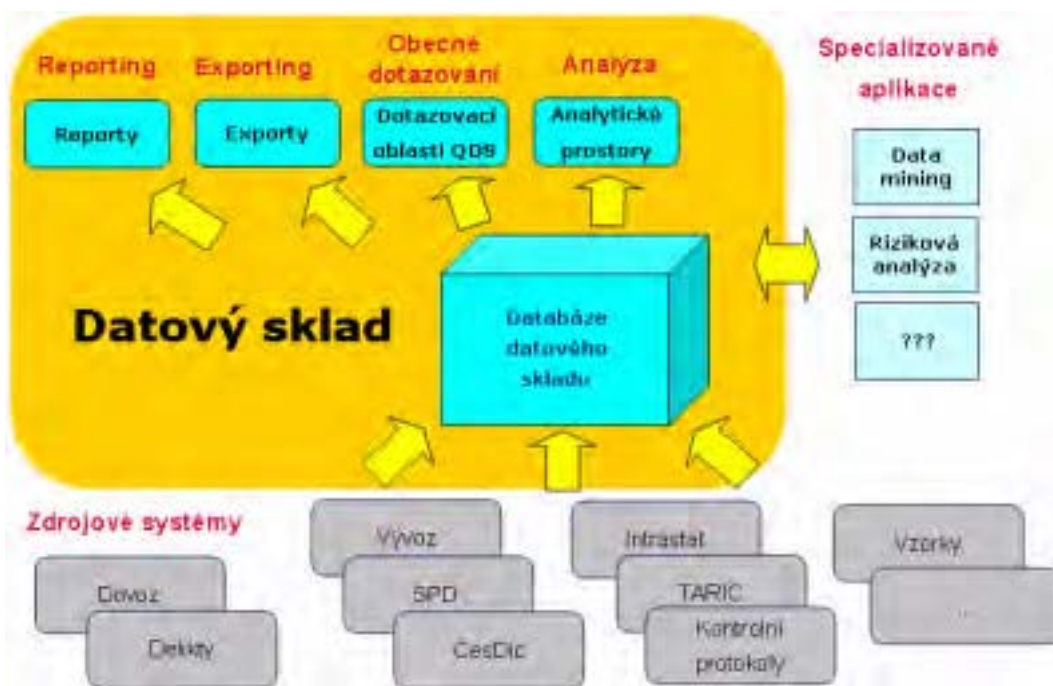 Reporting
Exporting
Obecné
dotazování
Analýza
Specializované
aplikace
Reporty
Exporty
Dotazovací
oblasti QDS
Analytické
prostory
Data
mining
Riziková
analýza
???
Datový sklad
Databáze
datového
skladu
Zdrojové systémy
Vývoz
Intrastat
Vzorky
Dovoz
SPD
TARIC
...
CesDic
Kontrolní
protokoly